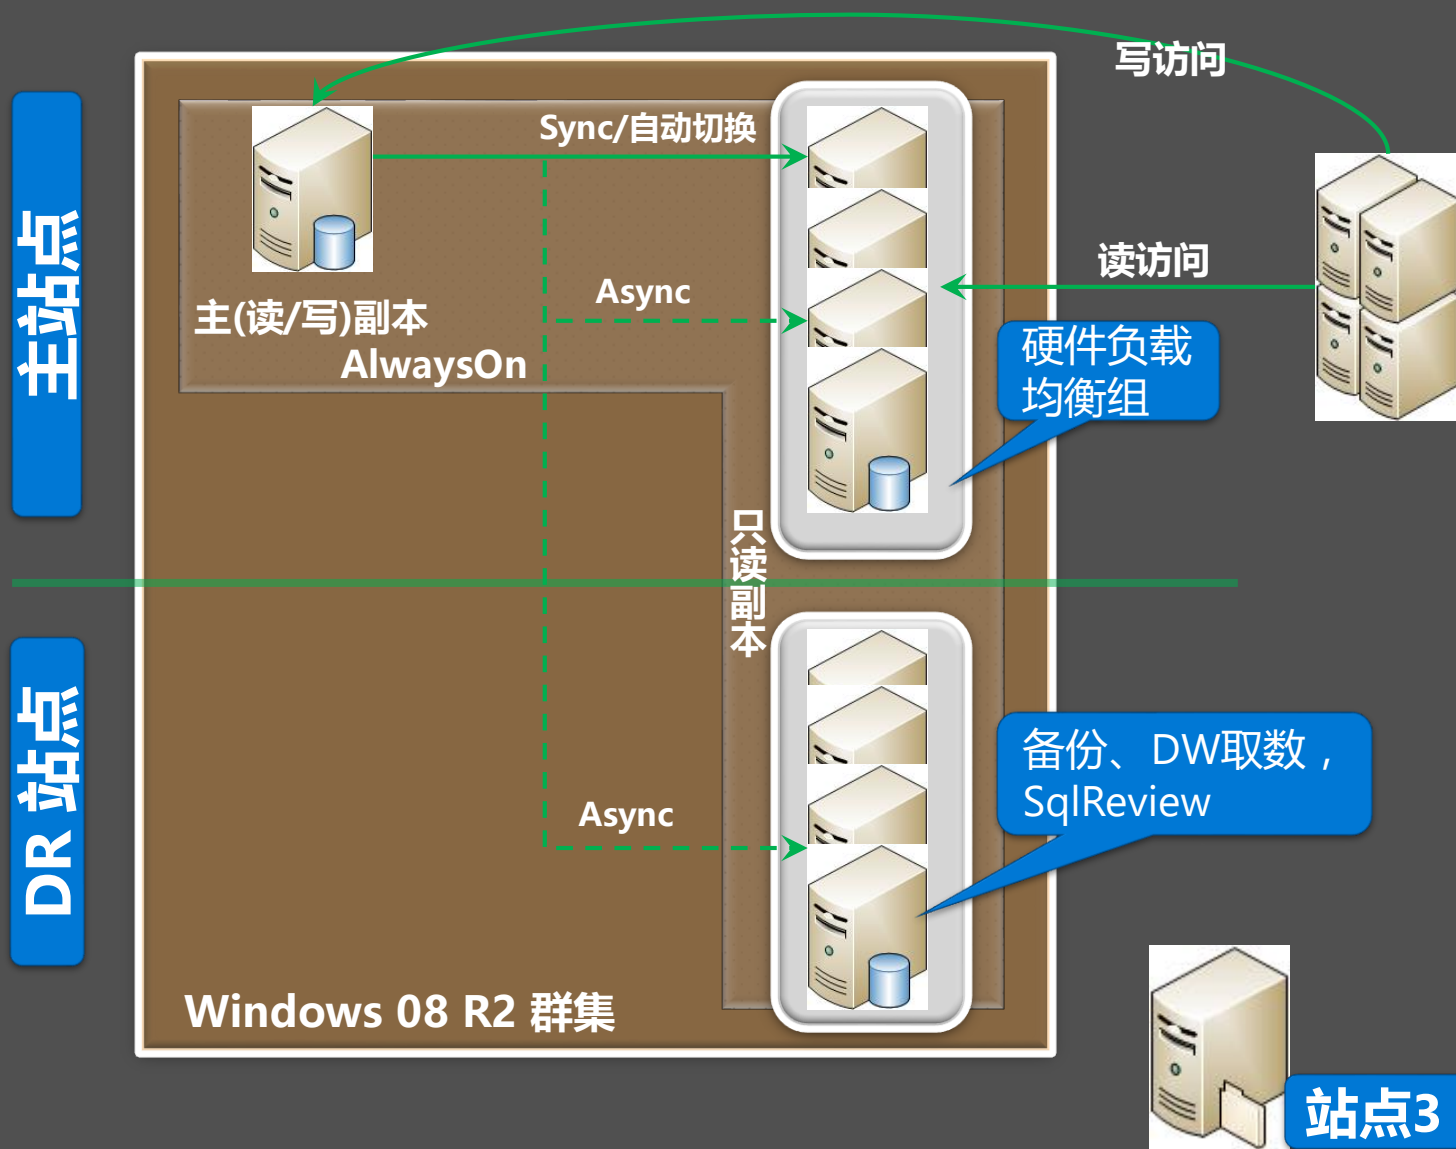 写访问
Sync/自动切换
主站点
读访问
Async
主(读/写)副本
AlwaysOn
硬件负载
均衡组
只读副本
DR 站点
备份、DW取数，
SqlReview
Async
Windows 08 R2 群集
站点3